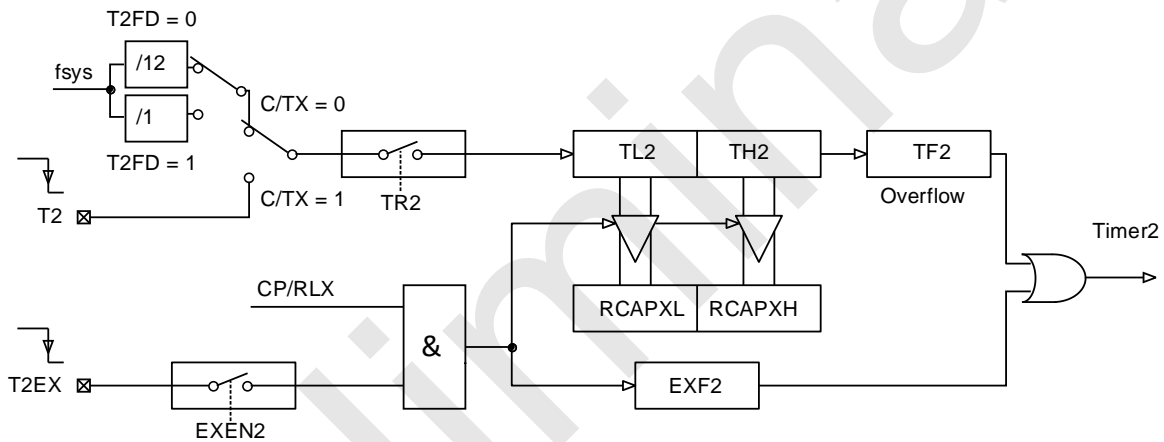 T2FD = 0
/12
fsys
C/TX = 0
/1
T2FD = 1
TL2 TH2 TF2
Overflow
T2
C/TX = 1
TR2
Timer2
CP/RLX
RCAPXL RCAPXH
&
T2EX
EXF2
EXEN2